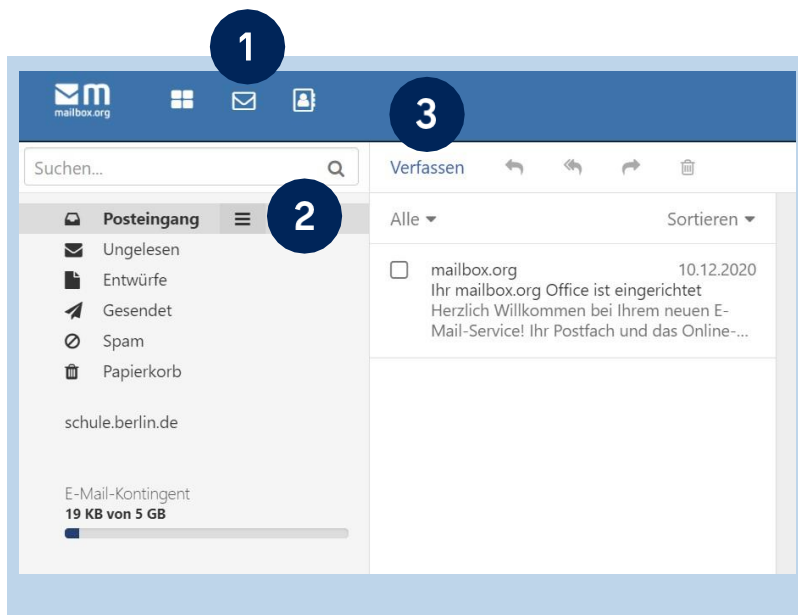 1
m
mailbox.org
3
Suchen...
Verfassen
Posteingang
2
Alle
Sortieren
Ungelesen
Entwürfe
Gesendet
Spam
Papierkorb
mailbox.org 10.12.2020
Ihr mailbox.org Office ist eingerichtet
Herzlich Willkommen bei Ihrem neuen E-
Mail-Service! Ihr Postfach und das Online-...
schule.berlin.de
E-Mail-Kontingent
19 KB von 5 GB